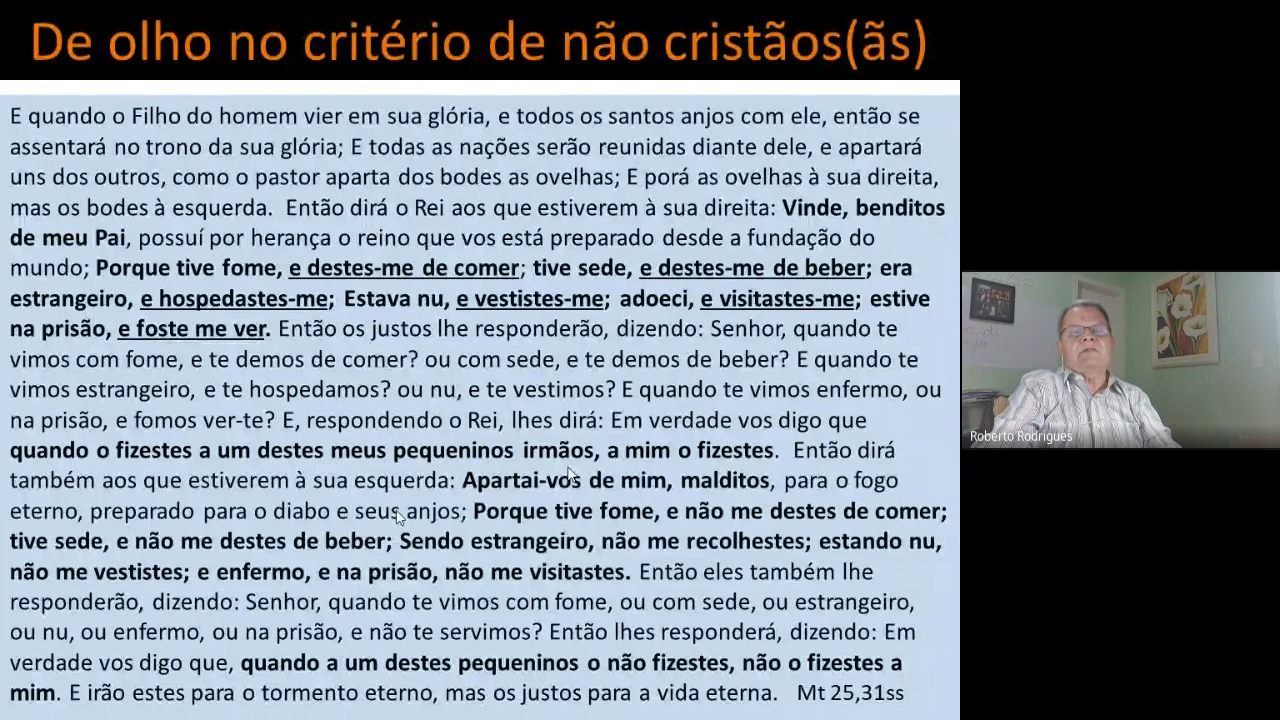 De olho no critério de não cristãos(ãs)
E quando o Filho do homem vier em sua glória, e todos os santos anjos com ele, então se
assentará no trono da sua glória; E todas as nações serão reunidas diante dele, e apartará
uns dos outros, como o pastor aparta dos bodes as ovelhas; E porá as ovelhas à sua direita,
mas os bodes à esquerda. Então dirá o Rei aos que estiverem à sua direita: Vinde, benditos
de meu Pai, possuí por herança o reino que vos está preparado desde a fundação do
mundo; Porque tive fome, e destes-me de comer; tive sede, e destes-me de beber; era
estrangeiro, e hospedastes-me; Estava nu, e vestistes-me; adoeci, e visitastes-me; estive
na prisão, e foste me ver. Então os justos lhe responderão, dizendo: Senhor, quando te
vimos com fome, e te demos de comer? ou com sede, e te demos de beber? E quando te
vimos estrangeiro, e te hospedamos? ou nu, e te vestimos? E quando te vimos enfermo, ou
na prisão, e fomos ver-te? E, respondendo o Rei, lhes dirá: Em verdade vos digo que
quando o fizestes a um destes meus pequeninos irmãos, a mim o fizestes. Então dirá
também aos que estiverem à sua esquerda: Apartai-vos de mim, malditos, para o fogo
eterno, preparado para o diabo e seus anjos; Porque tive fome, e não me destes de comer;
tive sede, e não me destes de beber; Sendo estrangeiro, não me recolhestes; estando nu,
não me vestistes; e enfermo, e na prisão, não me visitastes. Então eles também lhe
responderão, dizendo: Senhor, quando te vimos com fome, ou com sede, ou estrangeiro,
ou nu, ou enfermo, ou na prisão, e não te servimos? Então lhes responderá, dizendo: Em
verdade vos digo que, quando a um destes pequeninos o não fizestes, não o fizestes a
mim. E irão estes para o tormento eterno, mas os justos para a vida eterna. Mt 25,31ss
Roberto Rodrigues